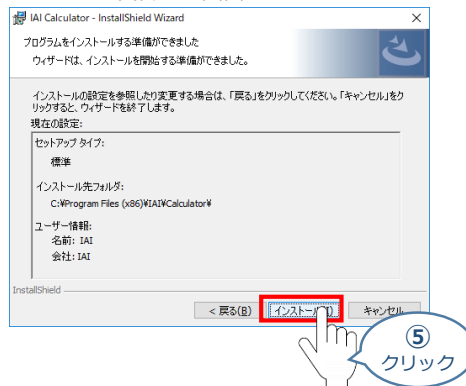 IAI Calculator - InstallShield Wizard
プログラムをインストールする準備ができました
ウィザードは、インストールを開始する準備ができました。
インストールの設定を参照したり変更する場合は、「戻る」をクリックしてください。「キャンセル」をク
リックすると、ウィザードを終了します。
現在の設定:
セットアップ タイプ:
標準
インストール先フォルダ:
C:¥Program Files (x86)¥IAI¥Calculator¥
ユーザー情報:
名前: IAI
会社: IAI
InstallShield
< 戻る(B)
インストール(I)
キャンセル
⑤
クリック